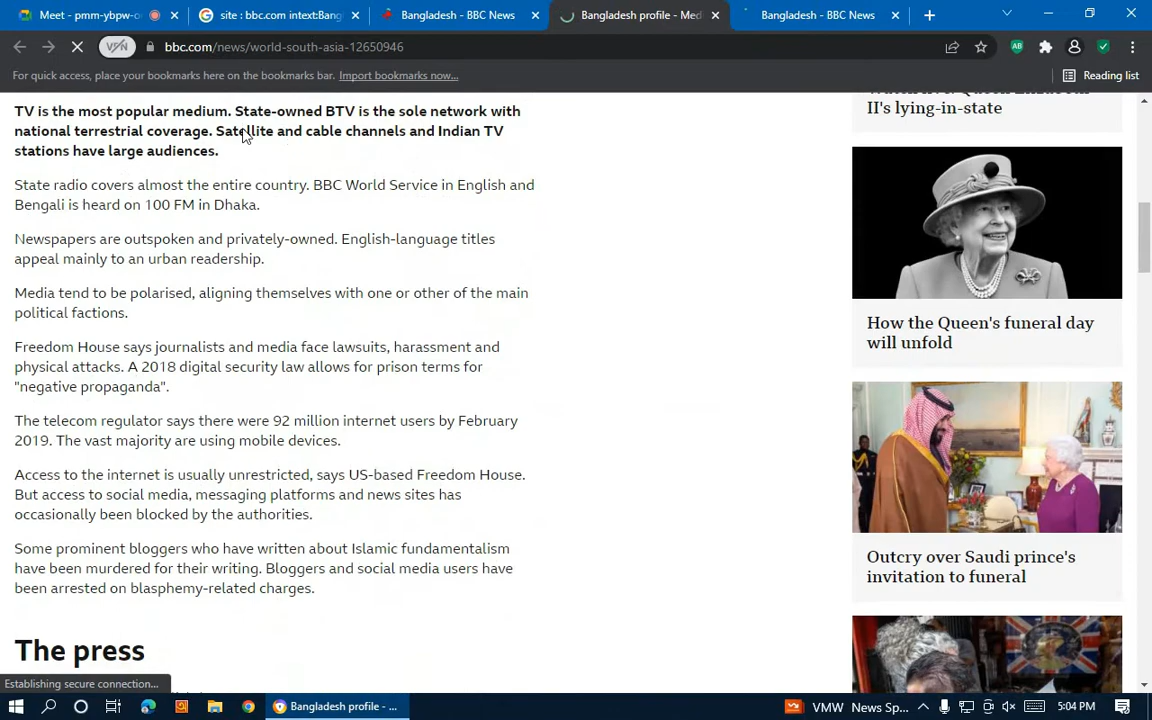 Meet - pmm-ybpw-
site : bbc.com intext:Bang
Bangladesh - BBC News
Bangladesh profile - Med
Bangladesh - BBC News
VPN
bbc.com/news/world-south-asia-12650946
For quick access, place your bookmarks here on the bookmarks bar. Import bookmarks now...
Reading list
TV is the most popular medium. State-owned BTV is the sole network with
national terrestrial coverage. Satellite and cable channels and Indian TV
stations have large audiences.
State radio covers almost the entire country. BBC World Service in English and
Bengali is heard on 100 FM in Dhaka.
Newspapers are outspoken and privately-owned. English-language titles
appeal mainly to an urban readership.
Media tend to be polarised, aligning themselves with one or other of the main
political factions.
Freedom House says journalists and media face lawsuits, harassment and
physical attacks. A 2018 digital security law allows for prison terms for
"negative propaganda".
The telecom regulator says there were 92 million internet users by February
2019. The vast majority are using mobile devices.
Access to the internet is usually unrestricted, says US-based Freedom House.
But access to social media, messaging platforms and news sites has
occasionally been blocked by the authorities.
Some prominent bloggers who have written about Islamic fundamentalism
have been murdered for their writing. Bloggers and social media users have
been arrested on blasphemy-related charges.
The press
II's lying-in-state
How the Queen's funeral day
will unfold
Outcry over Saudi prince's
invitation to funeral
Establishing secure connection...
Bangladesh profile - ...
VMW
News Sp...
5:04 PM